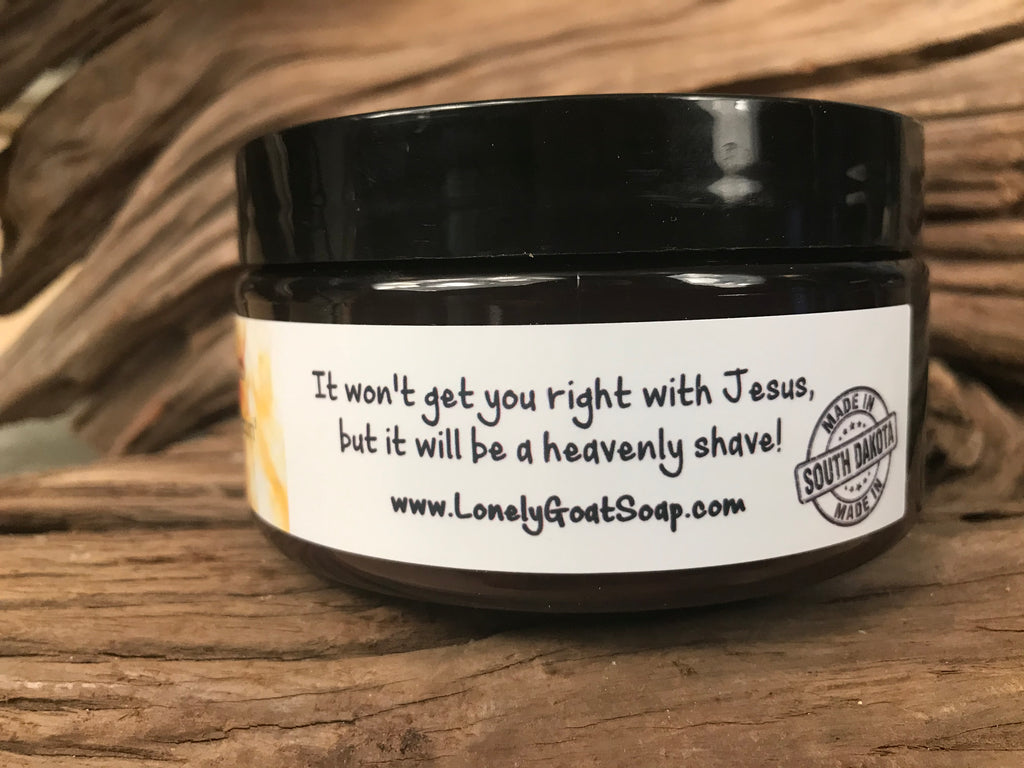 It won't get you right with Jesus,
but it will be a heavenly shave!
www.LonelyGoatSoap.com
MADE IN
SOUTH DAKOTA
MADE IN